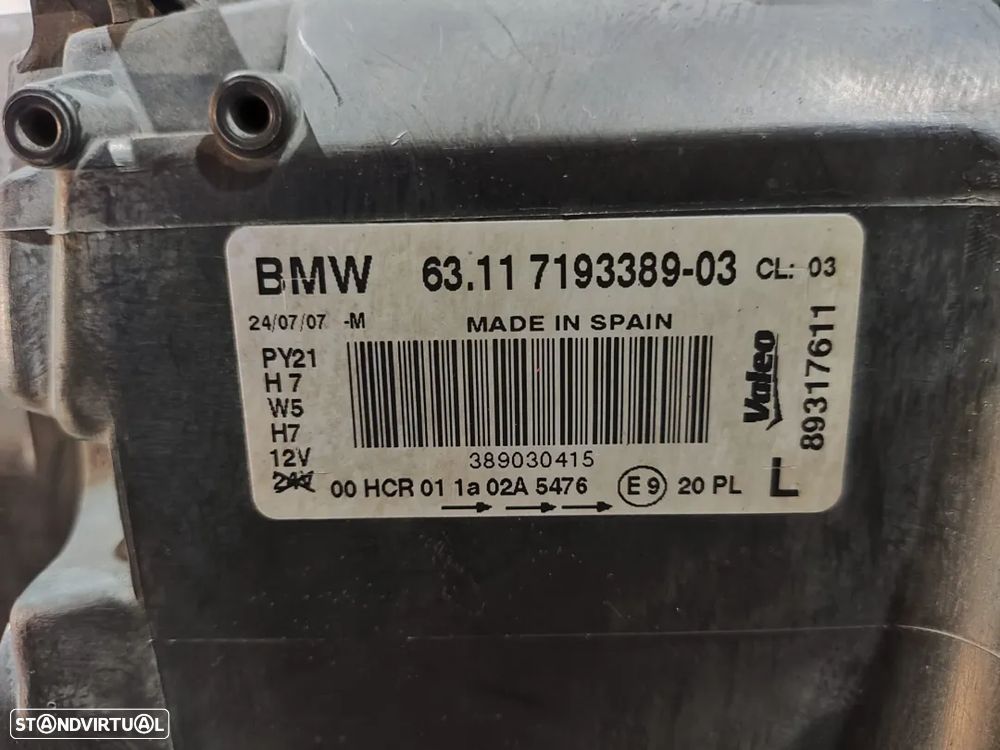 BMW 63.11 7193389-03 CL: 03
24/07/07 -M MADE IN SPAIN
PY21
H7
W5
H7
12V
24V
389030415
00 HCR 01 1a 02A 5476 E9 20 PL L
Valeo
89317611
STANDVIRTUAL